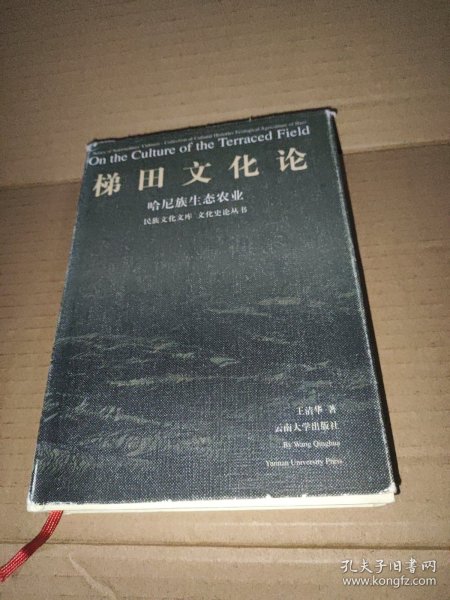 On the Culture of the Terraced Field
梯田文化论
哈尼族生态农业
民族文化文库 文化史论丛书
王清华 著
云南大学出版社
By Wang Qinghua
Yunnan University Press
孔夫子旧书网
www.kongfz.com